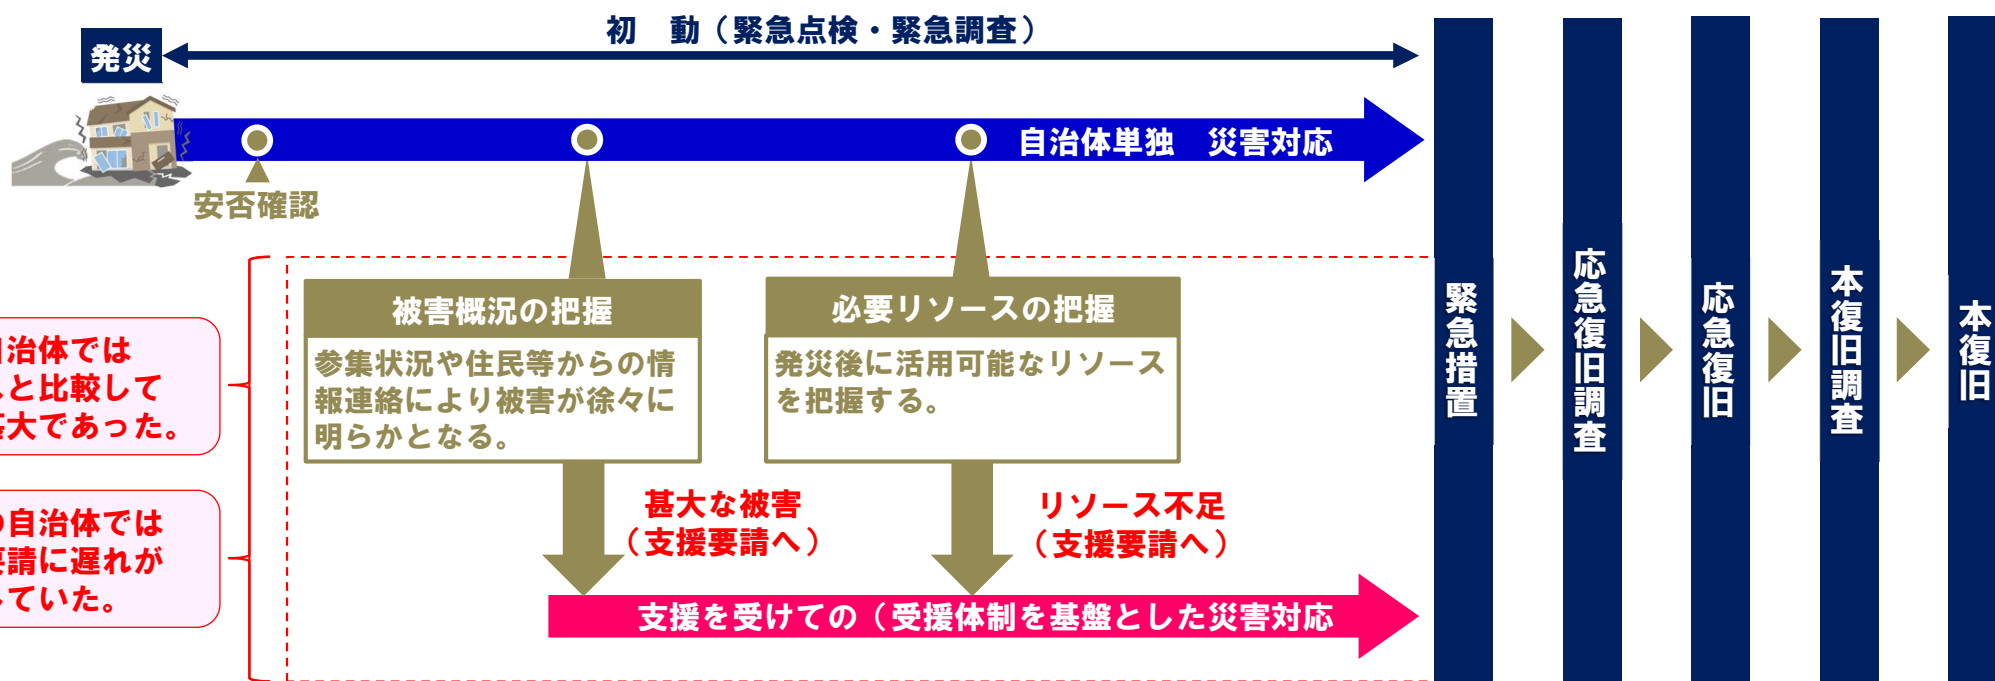 発災
初　動（緊急点検・緊急調査）
自治体単独　災害対応
安否確認
被害概況の把握
参集状況や住民等からの情
報連絡により被害が徐々に
明らかとなる。
必要リソースの把握
発災後に活用可能なリソース
を把握する。
治体では
と比較して
大であった。
自治体では
請に遅れが
ていた。
甚大な被害
（支援要請へ）
リソース不足
（支援要請へ）
支援を受けての（受援体制を基盤とした災害対応
緊急措置
応急復旧調査
応急復旧
本復旧調査
本復旧